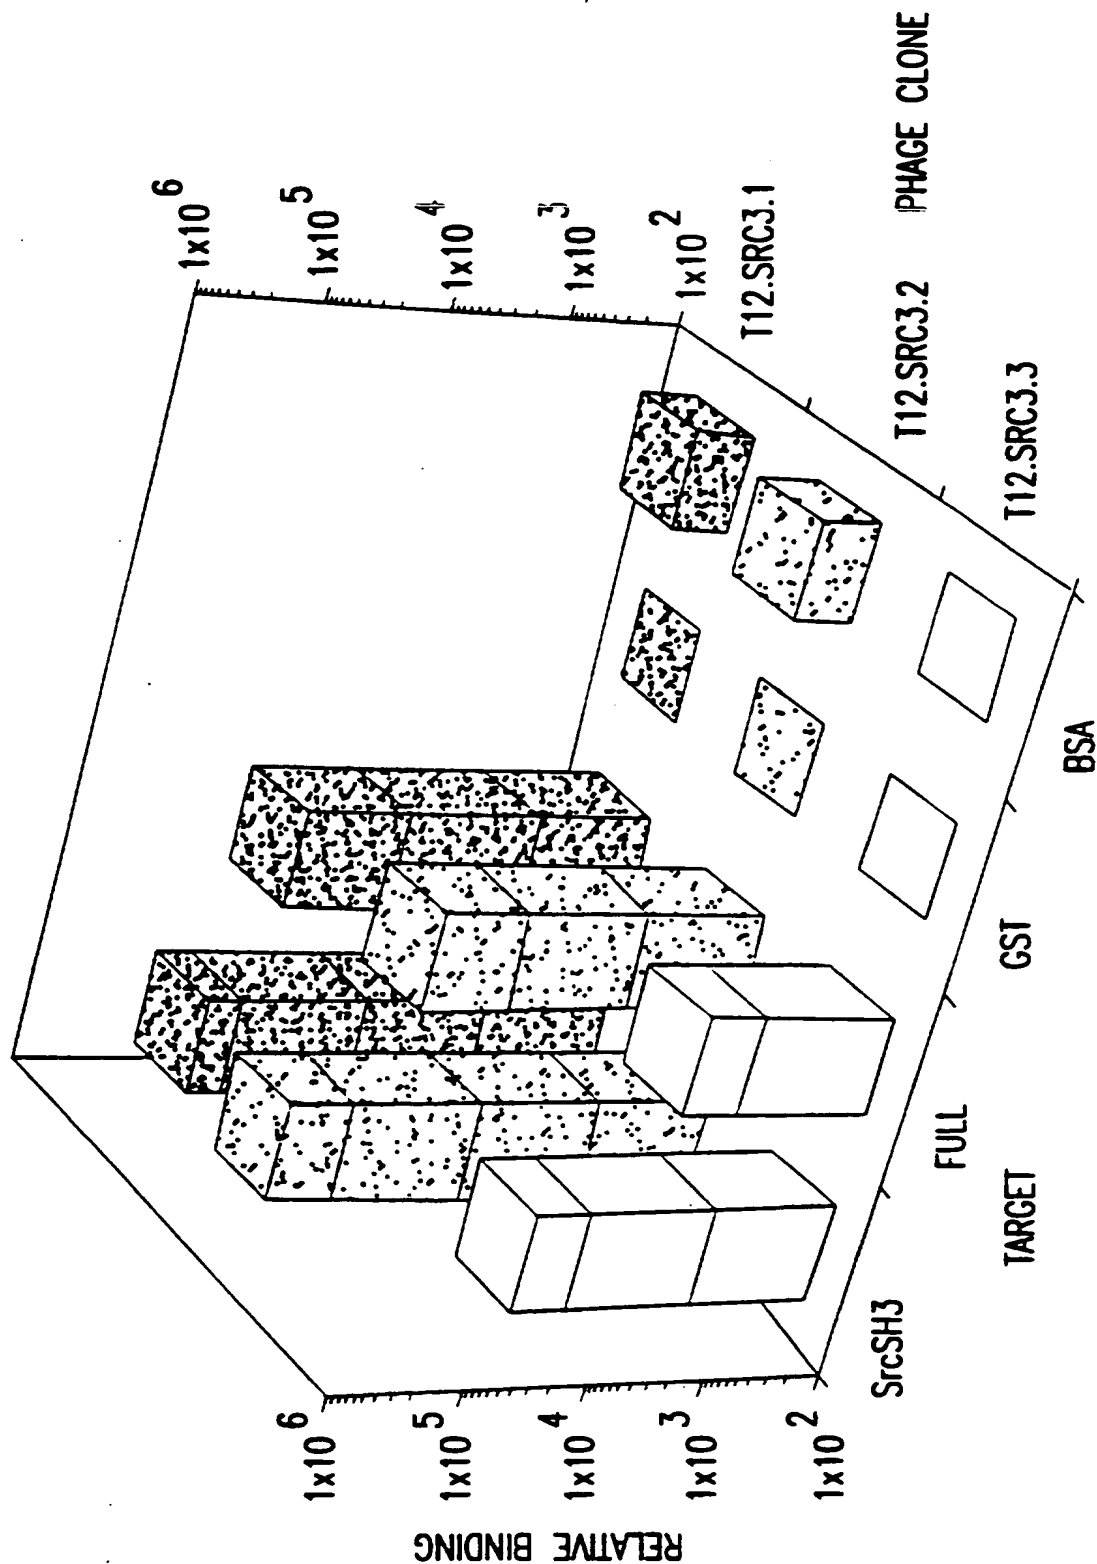 RELATIVE BINDING
1x10 6
1x10 5
1x10 4
1x10 3
1x10 2
1x10 6
1x10 5
1x10 4
1x10 3
1x10 2
SrcSH3
FULL
GST
BSA
TARGET
T12.SRC3.1
T12.SRC3.2
T12.SRC3.3
PHAGE CLONE